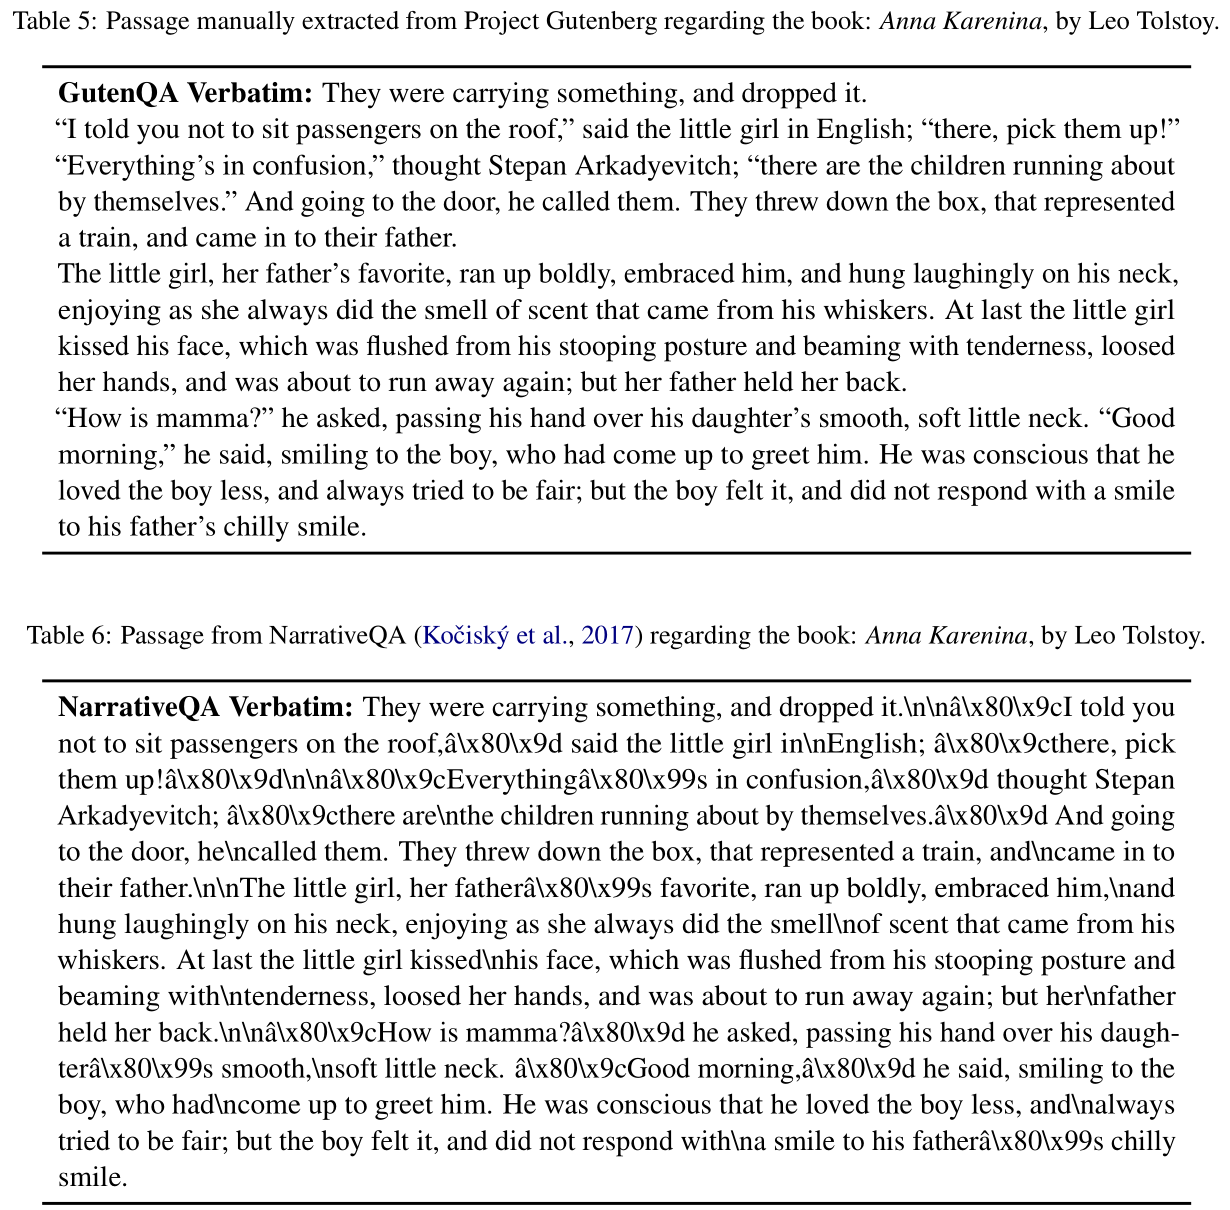 Table 5: Passage manually extracted from Project Gutenberg regarding the book: Anna Karenina, by Leo Tolstoy.
GutenQA Verbatim: They were carrying something, and dropped it.
“I told you not to sit passengers on the roof,” said the little girl in English; “there, pick them up!”
“Everything’s in confusion,” thought Stepan Arkadyevitch; “there are the children running about
by themselves.” And going to the door, he called them. They threw down the box, that represented
a train, and came in to their father.
The little girl, her father’s favorite, ran up boldly, embraced him, and hung laughingly on his neck,
enjoying as she always did the smell of scent that came from his whiskers. At last the little girl
kissed his face, which was flushed from his stooping posture and beaming with tenderness, loosed
her hands, and was about to run away again; but her father held her back.
“How is mamma?” he asked, passing his hand over his daughter’s smooth, soft little neck. “Good
morning,” he said, smiling to the boy, who had come up to greet him. He was conscious that he
loved the boy less, and always tried to be fair; but the boy felt it, and did not respond with a smile
to his father’s chilly smile.
Table 6: Passage from NarrativeQA (Kočiský et al., 2017) regarding the book: Anna Karenina, by Leo Tolstoy.
NarrativeQA Verbatim: They were carrying something, and dropped it.\n\nâ\x80\x9cI told you
not to sit passengers on the roof,â\x80\x9d said the little girl in\nEnglish; â\x80\x9cthere, pick
them up!â\x80\x9d\n\nâ\x80\x9cEverythingâ\x80\x99s in confusion,â\x80\x9d thought Stepan
Arkadyevitch; â\x80\x9cthere are\nthe children running about by themselves.â\x80\x9d And going
to the door, he\ncalled them. They threw down the box, that represented a train, and\ncame in to
their father.\n\nThe little girl, her fatherâ\x80\x99s favorite, ran up boldly, embraced him,\nand
hung laughingly on his neck, enjoying as she always did the smell\nof scent that came from his
whiskers. At last the little girl kissed\nhis face, which was flushed from his stooping posture and
beaming with\ntenderness, loosed her hands, and was about to run away again; but her\nfather
held her back.\n\nâ\x80\x9cHow is mamma?â\x80\x9d he asked, passing his hand over his daugh-
terâ\x80\x99s smooth,\nsoft little neck. â\x80\x9cGood morning,â\x80\x9d he said, smiling to the
boy, who had\ncome up to greet him. He was conscious that he loved the boy less, and\nalways
tried to be fair; but the boy felt it, and did not respond with\na smile to his fatherâ\x80\x99s chilly
smile.